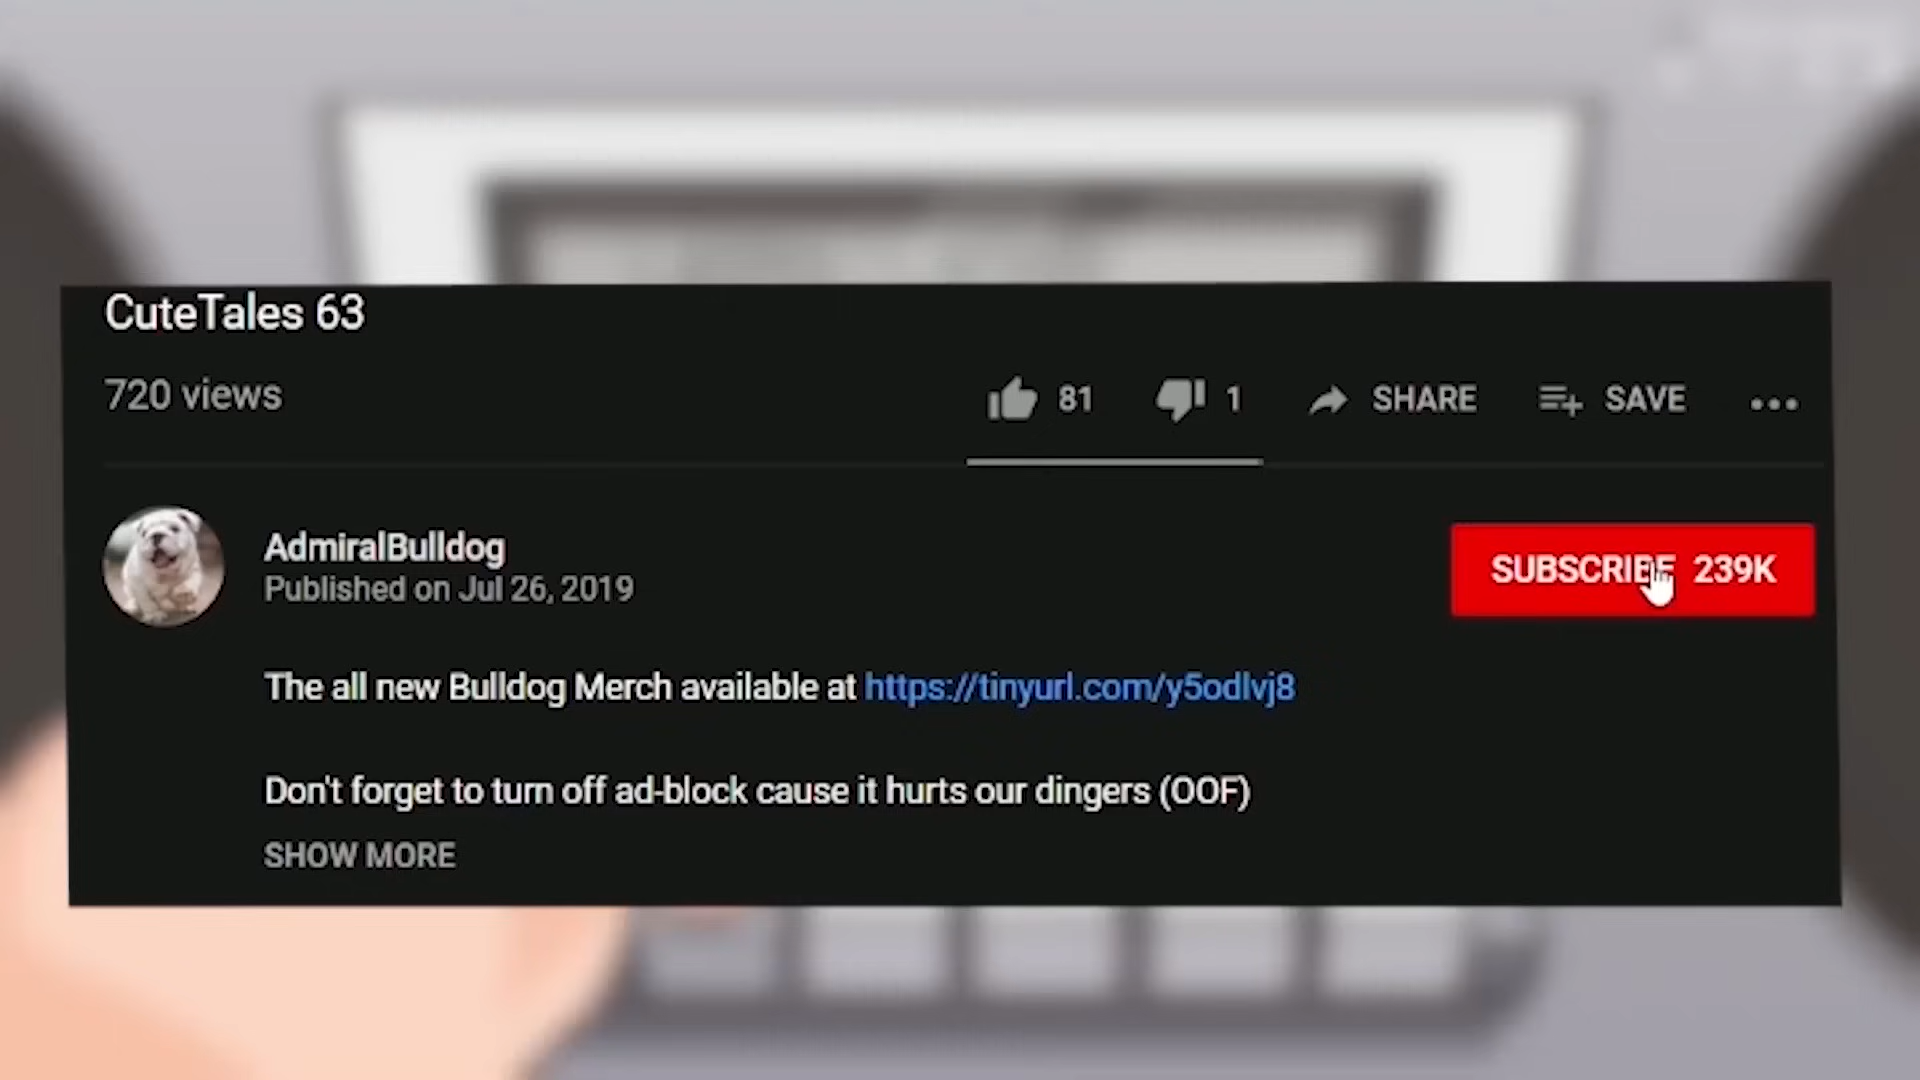 CuteTales 63
720 views
81
1
SHARE
SAVE
AdmiralBulldog
Published on Jul 26, 2019
SUBSCRIBE 239K
The all new Bulldog Merch available at https://tinyurl.com/y5odlvj8
Don't forget to turn off ad-block cause it hurts our dingers (OOF)
SHOW MORE